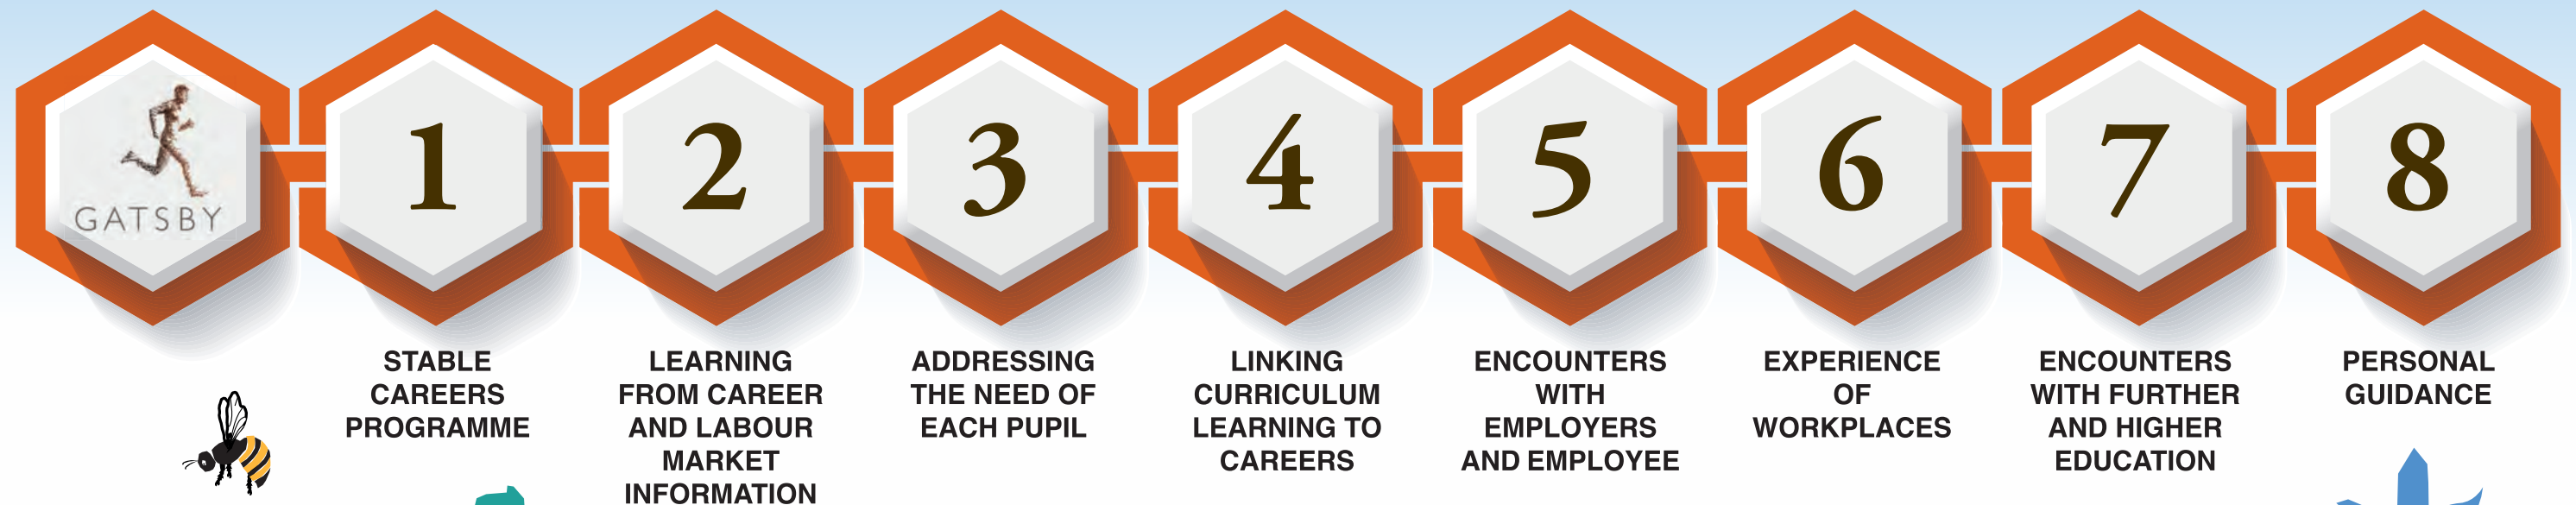 GATSBY
1
STABLE
CAREERS
PROGRAMME
2
LEARNING
FROM CAREER
AND LABOUR
MARKET
INFORMATION
3
ADDRESSING
THE NEED OF
EACH PUPIL
4
LINKING
CURRICULUM
LEARNING TO
CAREERS
5
ENCOUNTERS
WITH
EMPLOYERS
AND EMPLOYEE
6
EXPERIENCE
OF
WORKPLACES
7
ENCOUNTERS
WITH FURTHER
AND HIGHER
EDUCATION
8
PERSONAL
GUIDANCE